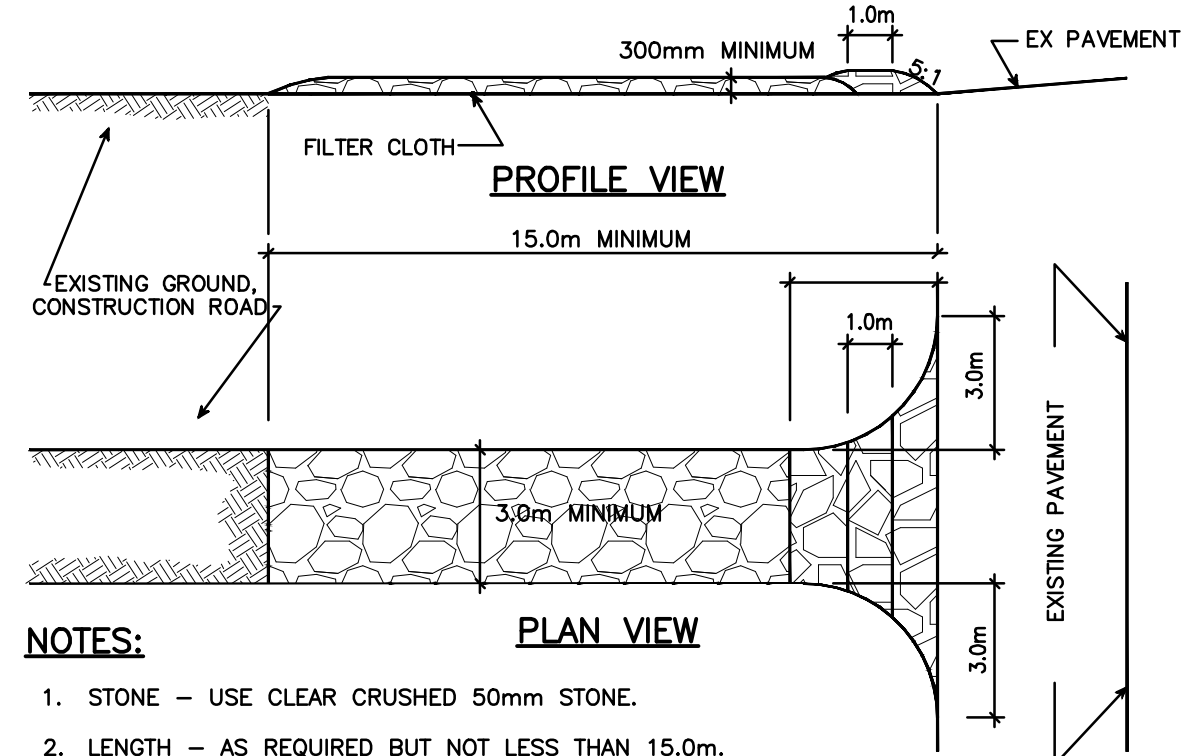 1.0m
300mm MINIMUM
EX PAVEMENT
5:1
FILTER CLOTH
PROFILE VIEW
15.0m MINIMUM
EXISTING GROUND,
CONSTRUCTION ROAD
1.0m
3.0m
EXISTING PAVEMENT
3.0m MINIMUM
3.0m
PLAN VIEW
NOTES:
1. STONE – USE CLEAR CRUSHED 50mm STONE.
2. LENGTH – AS REQUIRED BUT NOT LESS THAN 15.0m.